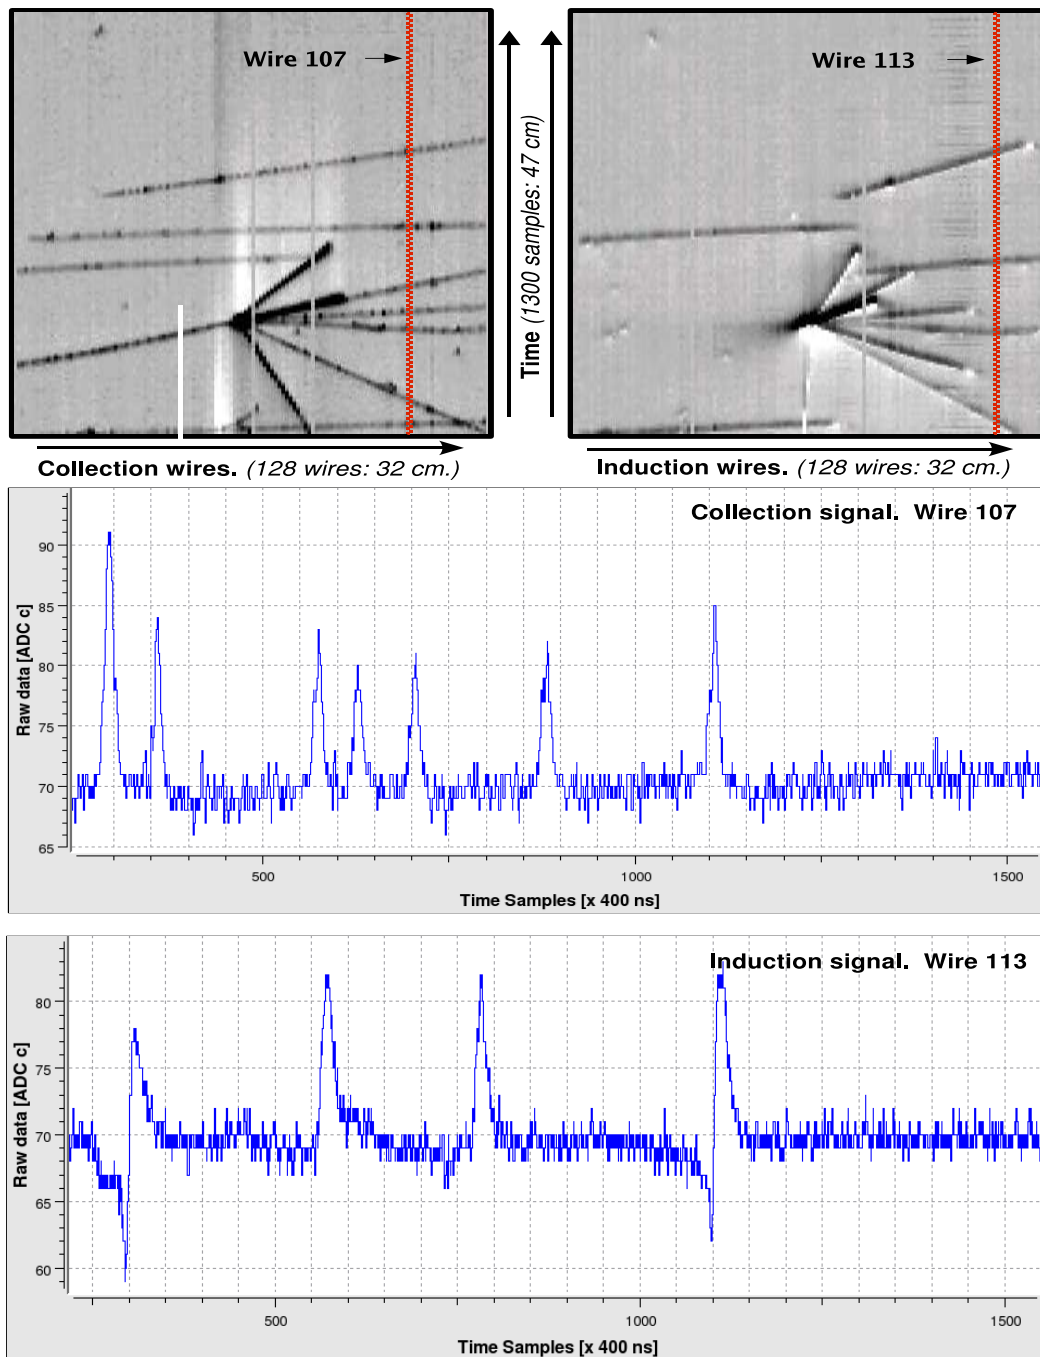 Wire 107
Wire 113
Time (1300 samples: 47 cm)
Collection wires. (128 wires: 32 cm.)
Induction wires. (128 wires: 32 cm.)
Collection signal. Wire 107
Raw data [ADC c]
90
85
80
75
70
65
500
1000
1500
Time Samples [x 400 ns]
Induction signal. Wire 113
Raw data [ADC c]
80
75
70
65
60
500
1000
1500
Time Samples [x 400 ns]